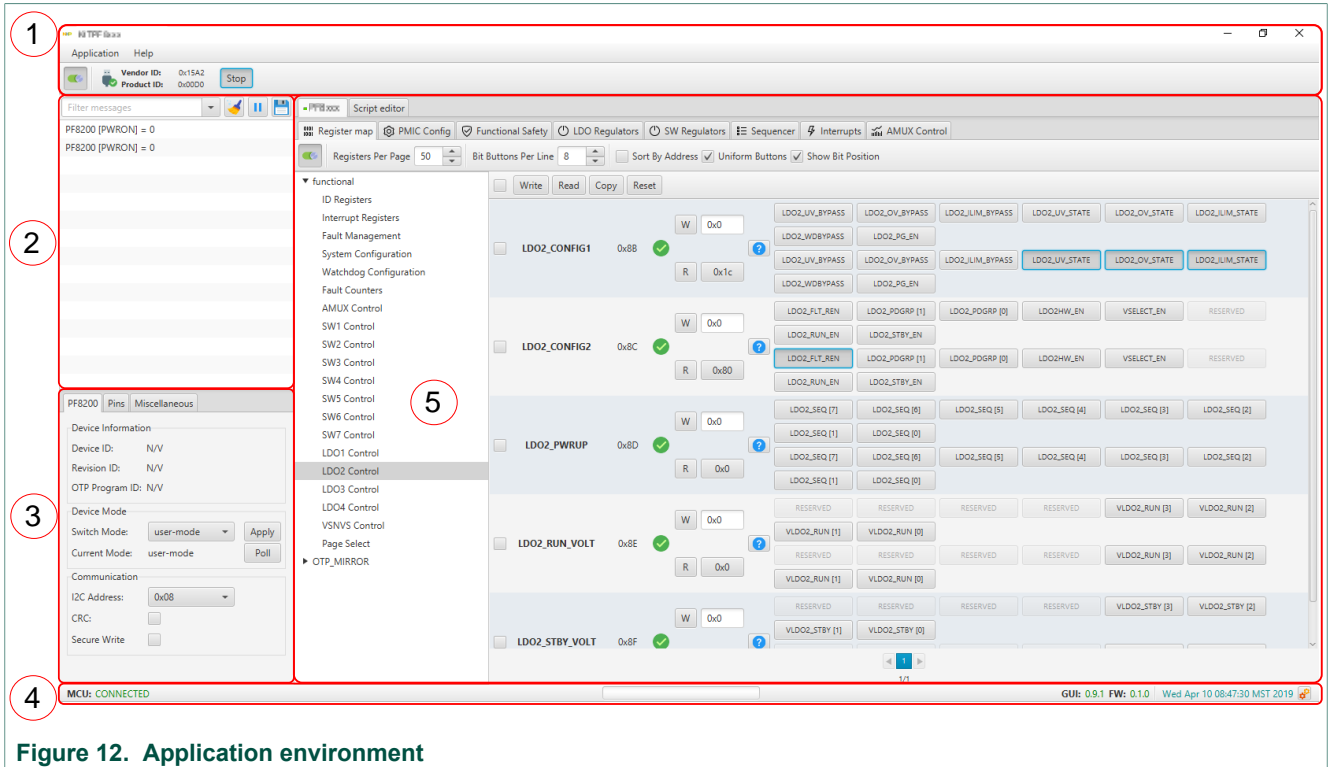 1
Application Help
Vendor ID: 0x15A2
Product ID: 0x00D0
Stop
2
Filter messages
PF8200 [PWRON] = 0
PF8200 [PWRON] = 0
3
PF8200 Pins Miscellaneous
Device Information
Device ID: N/V
Revision ID: N/V
OTP Program ID: N/V
Device Mode
Switch Mode: user-mode Apply
Current Mode: user-mode Poll
Communication
I2C Address: 0x08
CRC:
Secure Write
Script editor
Register map PMIC Config Functional Safety LDO Regulators SW Regulators Sequencer Interrupts AMUX Control
Registers Per Page 50 Bit Buttons Per Line 8 Sort By Address Uniform Buttons Show Bit Position
functional
ID Registers
Interrupt Registers
Fault Management
System Configuration
Watchdog Configuration
Fault Counters
AMUX Control
SW1 Control
SW2 Control
SW3 Control
SW4 Control
SW5 Control
SW6 Control
SW7 Control
LDO1 Control
LDO2 Control
LDO3 Control
LDO4 Control
VSNVS Control
Page Select
OTP_MIRROR
5
Write Read Copy Reset
LDO2_CONFIG1 0x8B
W 0x0
R 0x1c
LDO2_UV_BYPASS LDO2_OV_BYPASS LDO2_ILIM_BYPASS LDO2_UV_STATE LDO2_OV_STATE LDO2_ILIM_STATE
LDO2_WDBYPASS LDO2_PG_EN
LDO2_UV_BYPASS LDO2_OV_BYPASS LDO2_ILIM_BYPASS LDO2_UV_STATE LDO2_OV_STATE LDO2_ILIM_STATE
LDO2_WDBYPASS LDO2_PG_EN
LDO2_CONFIG2 0x8C
W 0x0
R 0x80
LDO2_FLT_REN LDO2_PDGRP [1] LDO2_PDGRP [0] LDO2HW_EN VSELECT_EN RESERVED
LDO2_RUN_EN LDO2_STBY_EN
LDO2_FLT_REN LDO2_PDGRP [1] LDO2_PDGRP [0] LDO2HW_EN VSELECT_EN RESERVED
LDO2_RUN_EN LDO2_STBY_EN
LDO2_PWRUP 0x8D
W 0x0
R 0x0
LDO2_SEQ [7] LDO2_SEQ [6] LDO2_SEQ [5] LDO2_SEQ [4] LDO2_SEQ [3] LDO2_SEQ [2]
LDO2_SEQ [1] LDO2_SEQ [0]
LDO2_SEQ [7] LDO2_SEQ [6] LDO2_SEQ [5] LDO2_SEQ [4] LDO2_SEQ [3] LDO2_SEQ [2]
LDO2_SEQ [1] LDO2_SEQ [0]
LDO2_RUN_VOLT 0x8E
W 0x0
R 0x0
RESERVED RESERVED RESERVED RESERVED VLDO2_RUN [3] VLDO2_RUN [2]
VLDO2_RUN [1] VLDO2_RUN [0]
RESERVED RESERVED RESERVED RESERVED VLDO2_RUN [3] VLDO2_RUN [2]
VLDO2_RUN [1] VLDO2_RUN [0]
LDO2_STBY_VOLT 0x8F
W 0x0
RESERVED RESERVED RESERVED RESERVED VLDO2_STBY [3] VLDO2_STBY [2]
VLDO2_STBY [1] VLDO2_STBY [0]
1
1/1
4
MCU: CONNECTED
GUI: 0.9.1 FW: 0.1.0 Wed Apr 10 08:47:30 MST 2019
Figure 12. Application environment